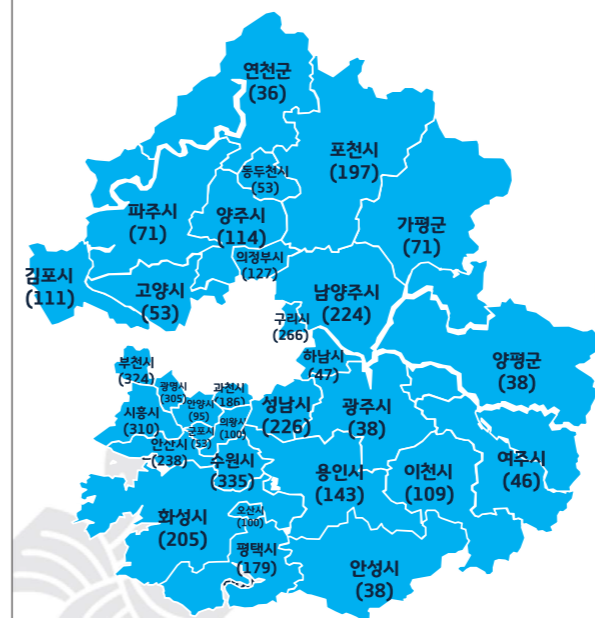 연천군
(36)
포천시
(197)
동두천시
(53)
파주시
(71)
양주시
(114)
가평군
(71)
의정부시
(127)
김포시
(111)
고양시
(53)
남양주시
(224)
구리시
(266)
하남시
(47)
양평군
(38)
부천시
(324)
광명시
(305)
과천시
(186)
안양시
(95)
시흥시
(310)
의왕시
(100)
군포시
(53)
성남시
(226)
광주시
(38)
안산시
(238)
수원시
(335)
용인시
(143)
이천시
(109)
여주시
(46)
화성시
(205)
오산시
(100)
평택시
(179)
안성시
(38)